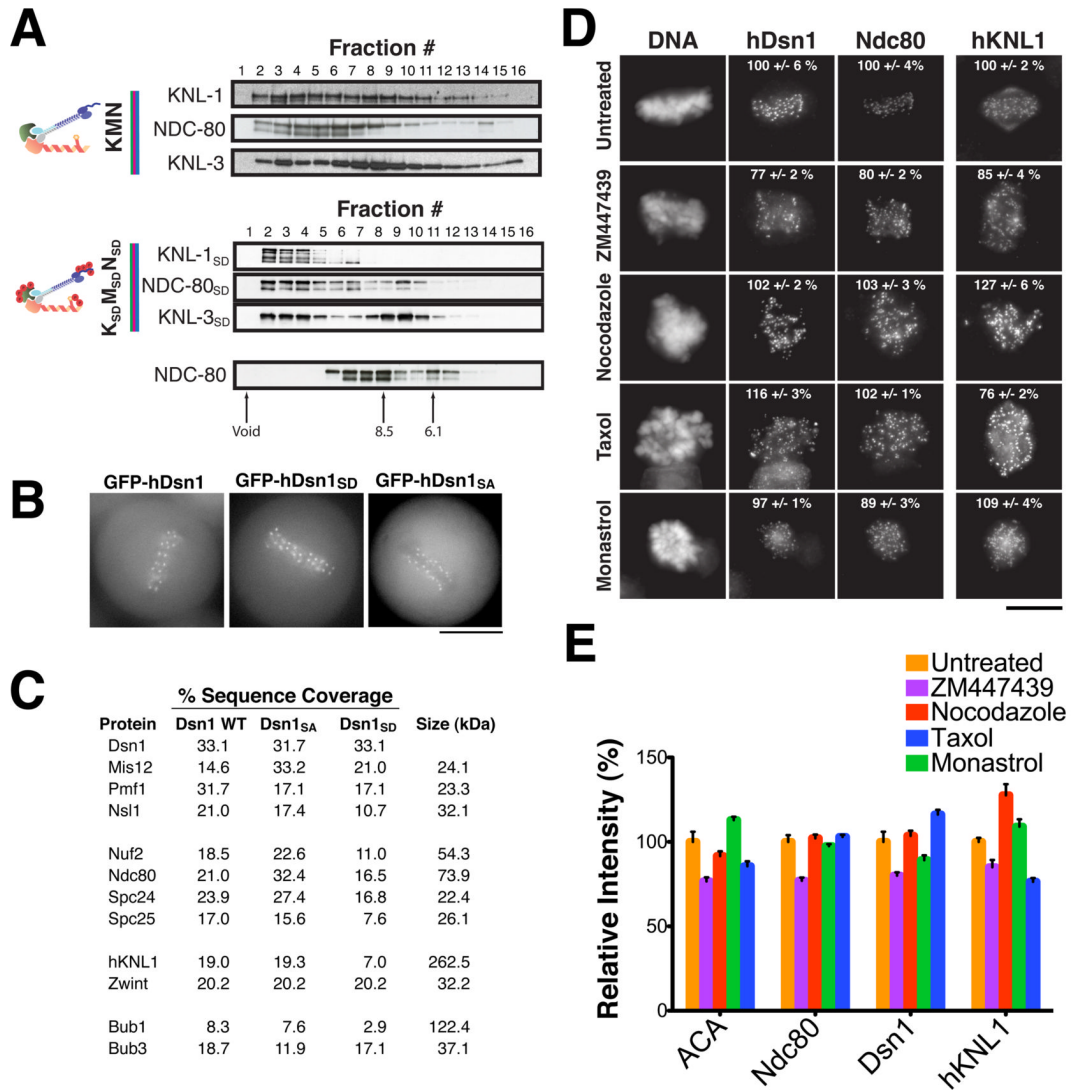 A
Fraction #
1 2 3 4 5 6 7 8 9 10 11 12 13 14 15 16
KMN
KNL-1
NDC-80
KNL-3
Fraction #
1 2 3 4 5 6 7 8 9 10 11 12 13 14 15 16
KSDMSDNSD
KNL-1SD
NDC-80SD
KNL-3SD
NDC-80
Void 8.5 6.1
B
GFP-hDsn1 GFP-hDsn1SD GFP-hDsn1SA
C
% Sequence Coverage
Protein Dsn1 WT Dsn1SA Dsn1SD Size (kDa)
Dsn1 33.1 31.7 33.1
Mis12 14.6 33.2 21.0 24.1
Pmf1 31.7 17.1 17.1 23.3
Nsl1 21.0 17.4 10.7 32.1
Nuf2 18.5 22.6 11.0 54.3
Ndc80 21.0 32.4 16.5 73.9
Spc24 23.9 27.4 16.8 22.4
Spc25 17.0 15.6 7.6 26.1
hKNL1 19.0 19.3 7.0 262.5
Zwint 20.2 20.2 20.2 32.2
Bub1 8.3 7.6 2.9 122.4
Bub3 18.7 11.9 17.1 37.1
D
DNA hDsn1 Ndc80 hKNL1
Untreated
100 +/- 6 % 100 +/- 4% 100 +/- 2 %
ZM447439
77 +/- 2 % 80 +/- 2 % 85 +/- 4 %
Nocodazole
102 +/- 2 % 103 +/- 3 % 127 +/- 6 %
Taxol
116 +/- 3% 102 +/- 1% 76 +/- 2%
Monastrol
97 +/- 1% 89 +/- 3% 109 +/- 4%
E
Untreated
ZM447439
Nocodazole
Taxol
Monastrol
Relative Intensity (%)
150
100
50
0
ACA Ndc80 Dsn1 hKNL1